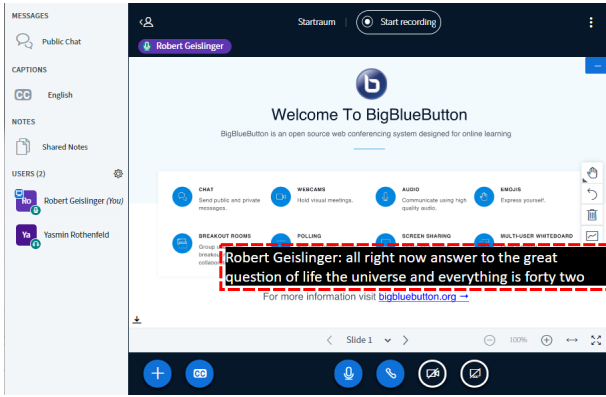 MESSAGES
Public Chat
CAPTIONS
CC English
NOTES
Shared Notes
USERS (2)
Ro Robert Geislinger (You)
Ya Yasmin Rothenfeld
Startraum
Start recording
Robert Geislinger
b
Welcome To BigBlueButton
BigBlueButton is an open source web conferencing system designed for online learning
CHAT
Send public and private
messages.
WEBCAMS
Hold visual meetings.
AUDIO
Communicate using high
quality audio.
EMOJIS
Express yourself.
BREAKOUT ROOMS
Group u
breakou
collabora
POLLING
SCREEN SHARING
MULTI-USER WHITEBOARD
Robert Geislinger: all right now answer to the great
question of life the universe and everything is forty two
For more information visit bigbluebutton.org →
Slide 1
100%
CC